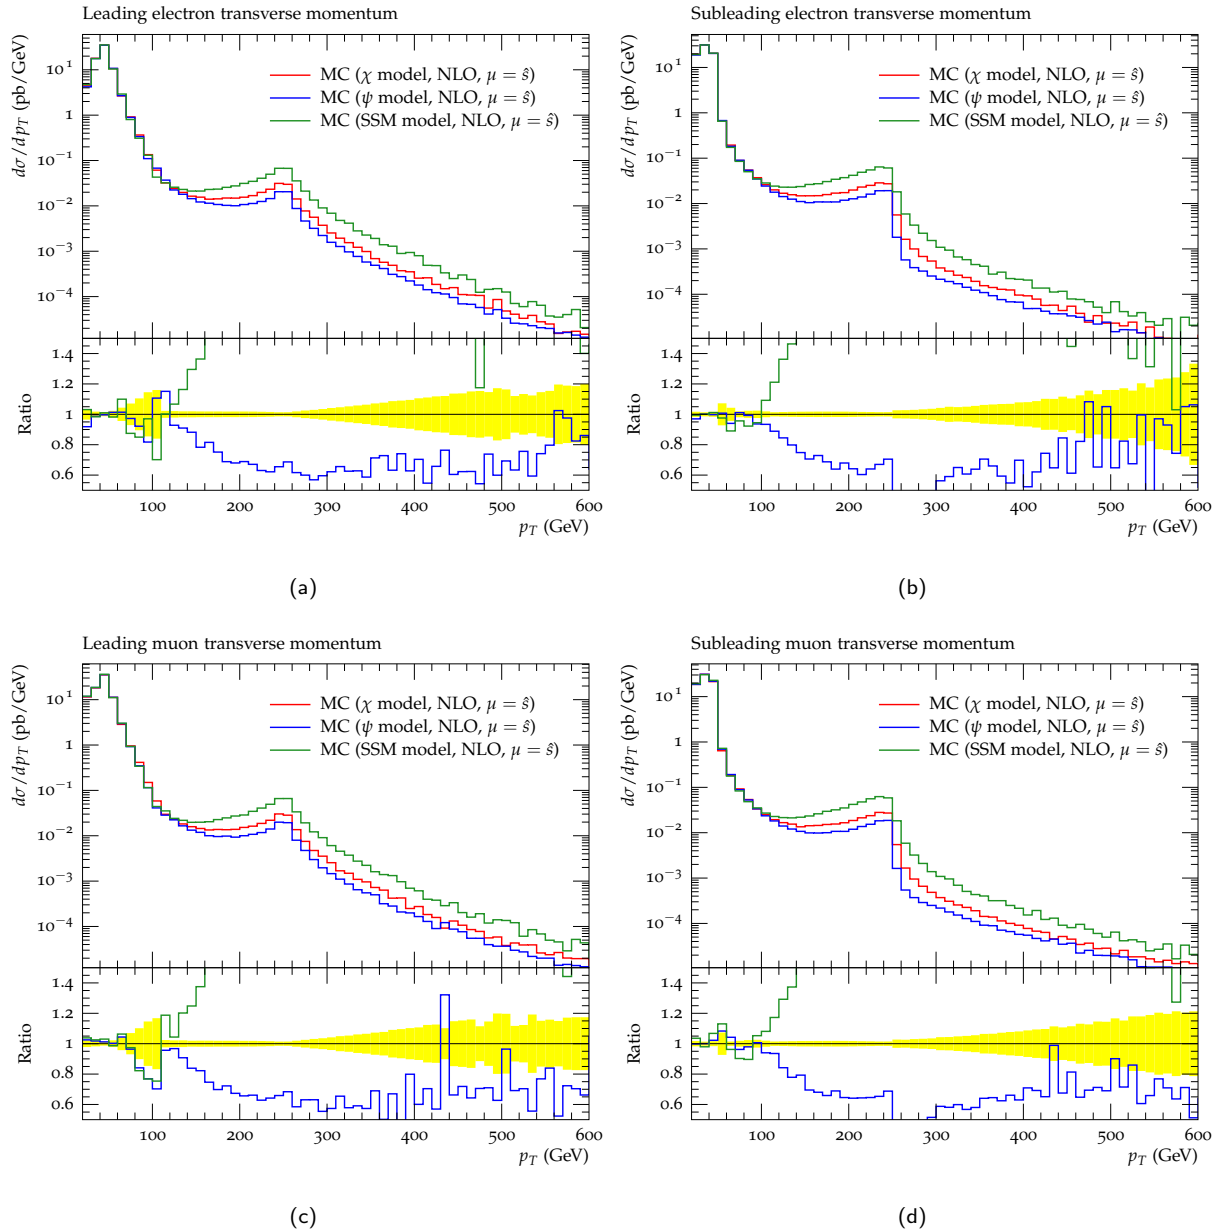 Leading electron transverse momentum
dσ/dp_T (pb/GeV)
10^1
1
10^−1
10^−2
10^−3
10^−4
MC (χ model, NLO, μ = ŝ)
MC (ψ model, NLO, μ = ŝ)
MC (SSM model, NLO, μ = ŝ)
Ratio
1.4
1.2
1
0.8
0.6
100 200 300 400 500 600
p_T (GeV)
(a)
Subleading electron transverse momentum
dσ/dp_T (pb/GeV)
10^1
1
10^−1
10^−2
10^−3
10^−4
MC (χ model, NLO, μ = ŝ)
MC (ψ model, NLO, μ = ŝ)
MC (SSM model, NLO, μ = ŝ)
Ratio
1.4
1.2
1
0.8
0.6
100 200 300 400 500 600
p_T (GeV)
(b)
Leading muon transverse momentum
dσ/dp_T (pb/GeV)
10^1
1
10^−1
10^−2
10^−3
10^−4
MC (χ model, NLO, μ = ŝ)
MC (ψ model, NLO, μ = ŝ)
MC (SSM model, NLO, μ = ŝ)
Ratio
1.4
1.2
1
0.8
0.6
100 200 300 400 500 600
p_T (GeV)
(c)
Subleading muon transverse momentum
dσ/dp_T (pb/GeV)
10^1
1
10^−1
10^−2
10^−3
10^−4
MC (χ model, NLO, μ = ŝ)
MC (ψ model, NLO, μ = ŝ)
MC (SSM model, NLO, μ = ŝ)
Ratio
1.4
1.2
1
0.8
0.6
100 200 300 400 500 600
p_T (GeV)
(d)